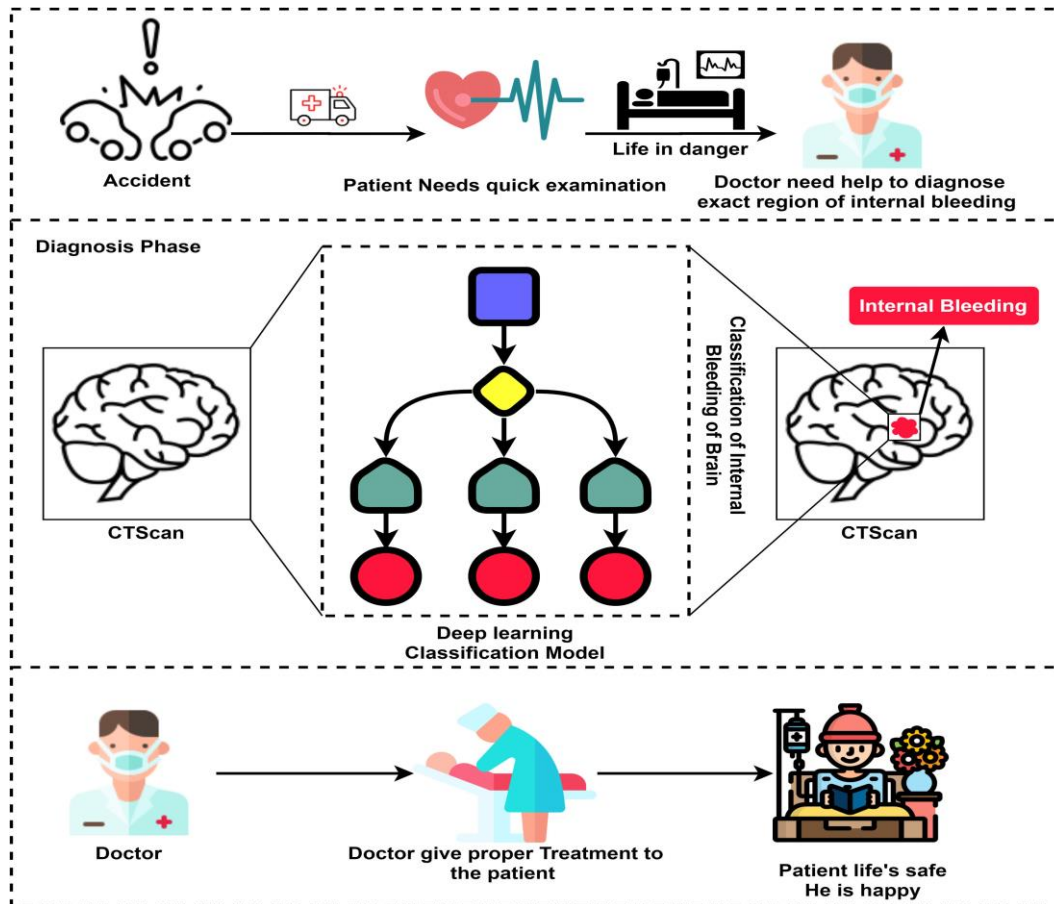 Accident
Patient Needs quick examination
Life in danger
Doctor need help to diagnose
exact region of internal bleeding
Diagnosis Phase
CTScan
Deep learning
Classification Model
Classification of Internal
Bleeding of Brain
Internal Bleeding
CTScan
Doctor
Doctor give proper Treatment to
the patient
Patient life's safe
He is happy